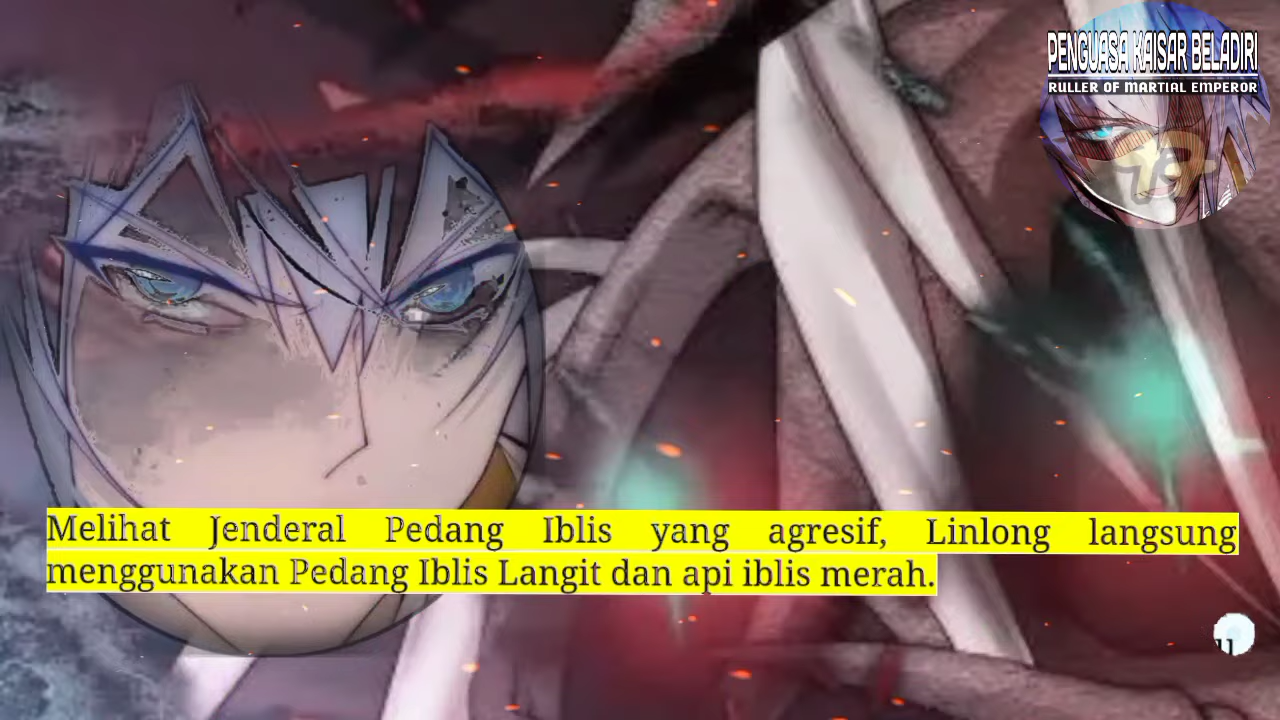 PENGUASA KAISAR BELADIRI
RULLER OF MARTIAL EMPEROR
Melihat Jenderal Pedang Iblis yang agresif, Linlong langsung
menggunakan Pedang Iblis Langit dan api iblis merah.